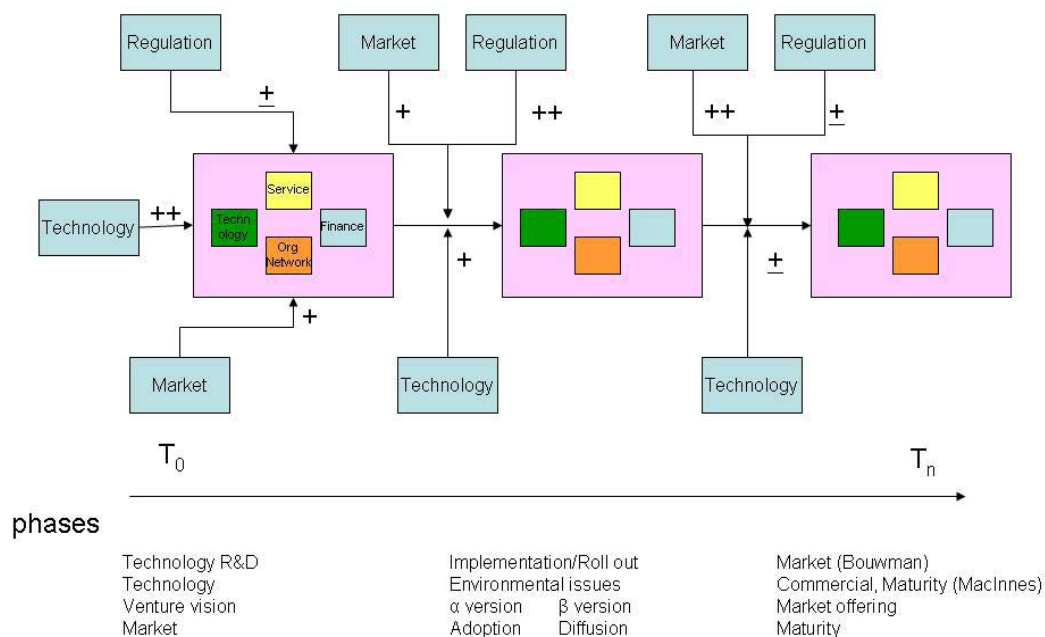 Regulation
Market
Regulation
Market
Regulation
±
+
++
++
±
Technology
++
Service
Techn
ology
Finance
Org
Network
+
+
±
Market
Technology
Technology
T0
Tn
phases
Technology R&D
Implementation/Roll out
Market (Bouwman)
Technology
Environmental issues
Commercial, Maturity (MacInnes)
Venture vision
α version
β version
Market offering
Market
Adoption
Diffusion
Maturity